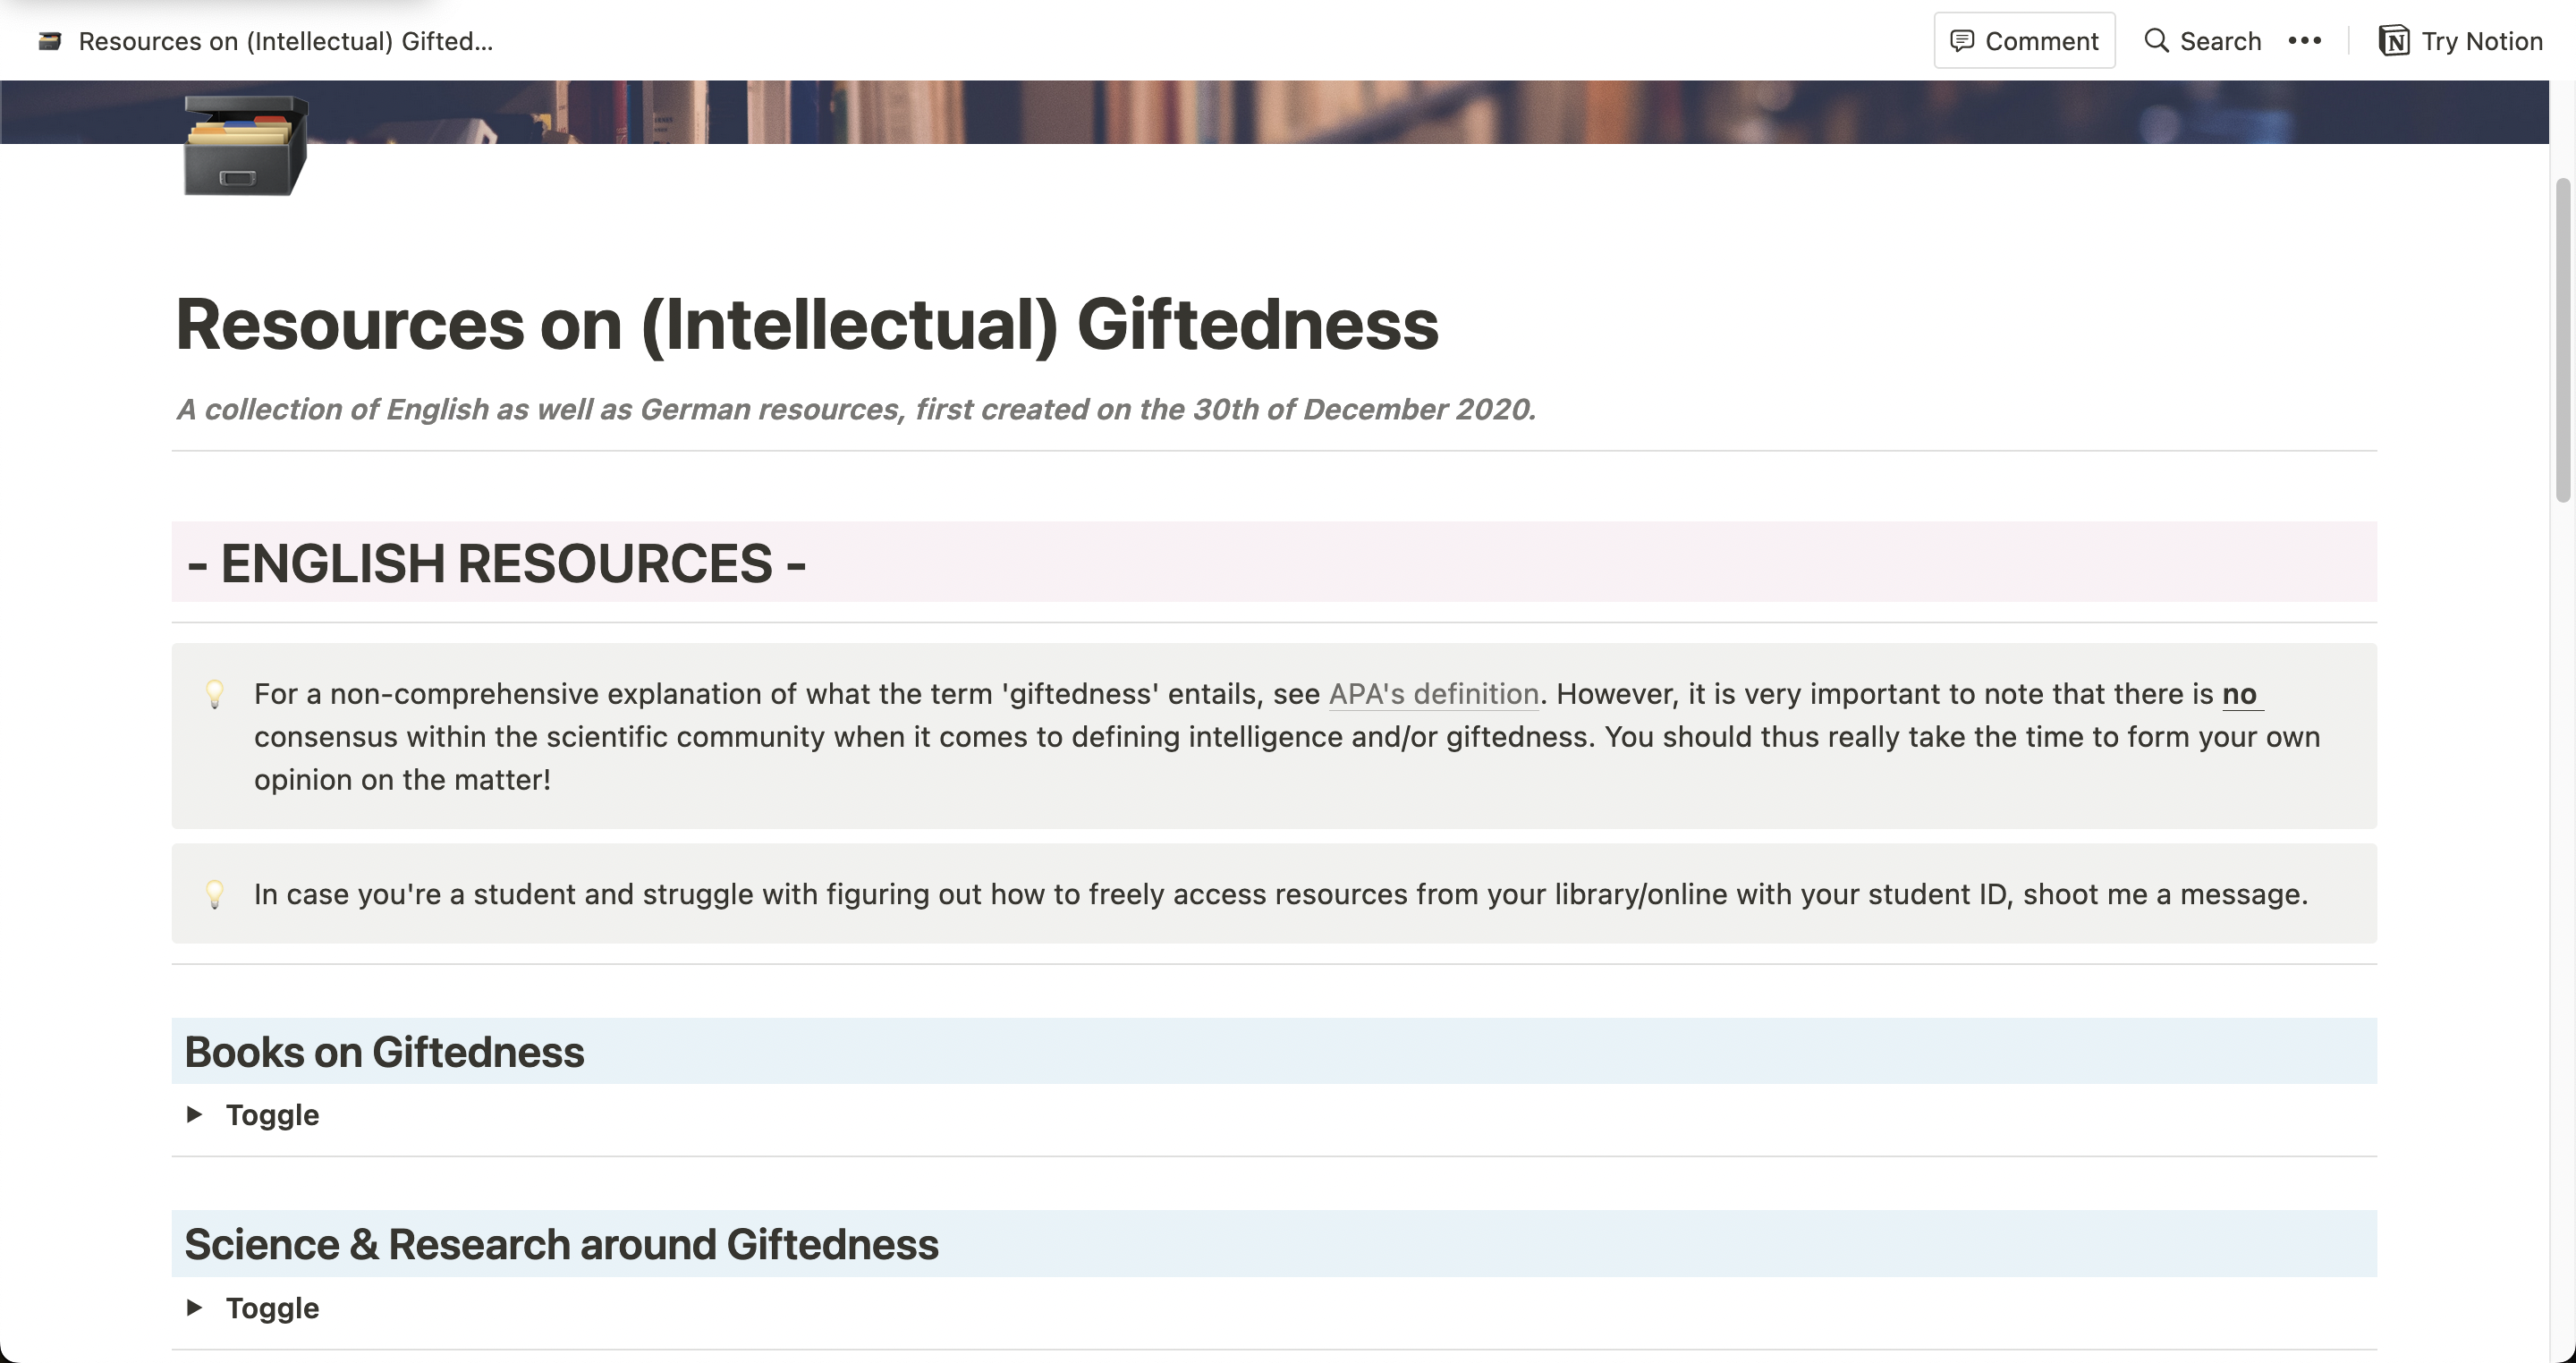 Resources on (Intellectual) Gifted...
Comment
Search
Try Notion
Resources on (Intellectual) Giftedness
A collection of English as well as German resources, first created on the 30th of December 2020.
- ENGLISH RESOURCES -
For a non-comprehensive explanation of what the term 'giftedness' entails, see APA's definition. However, it is very important to note that there is no
consensus within the scientific community when it comes to defining intelligence and/or giftedness. You should thus really take the time to form your own
opinion on the matter!
In case you're a student and struggle with figuring out how to freely access resources from your library/online with your student ID, shoot me a message.
Books on Giftedness
Toggle
Science & Research around Giftedness
Toggle